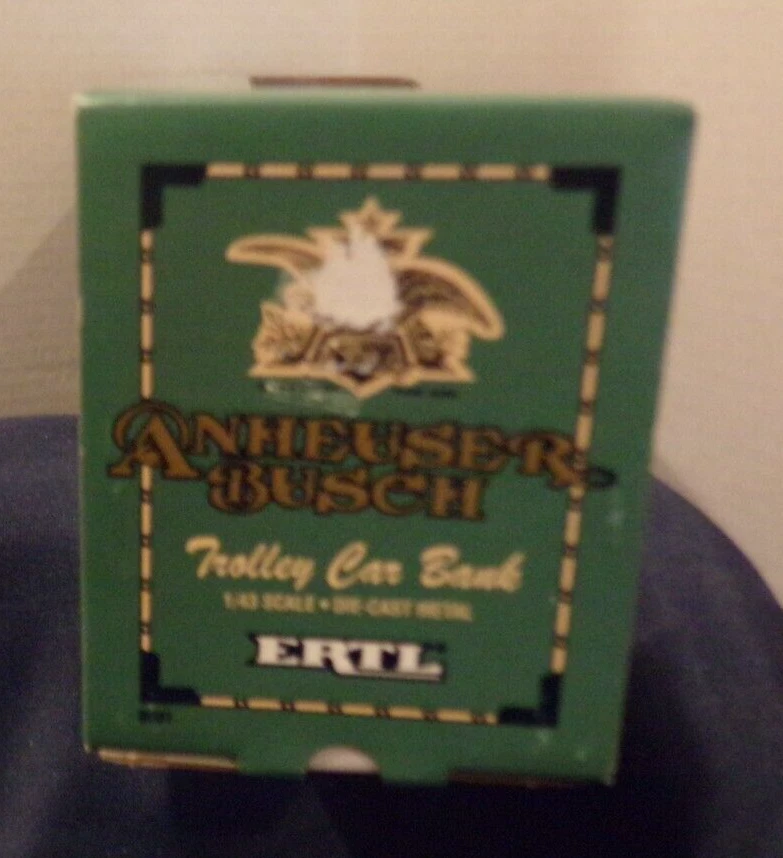 ANHEUSER
BUSCH
Trolley Car Bank
1/43 SCALE • DIE-CAST METAL
ERTL